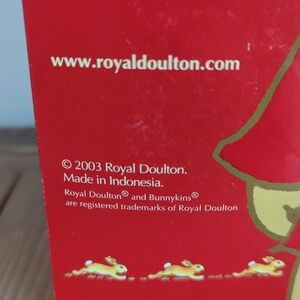 www.royaldoulton.com
© 2003 Royal Doulton.
Made in Indonesia.
Royal Doulton® and Bunnykins®
are registered trademarks of Royal Doulton